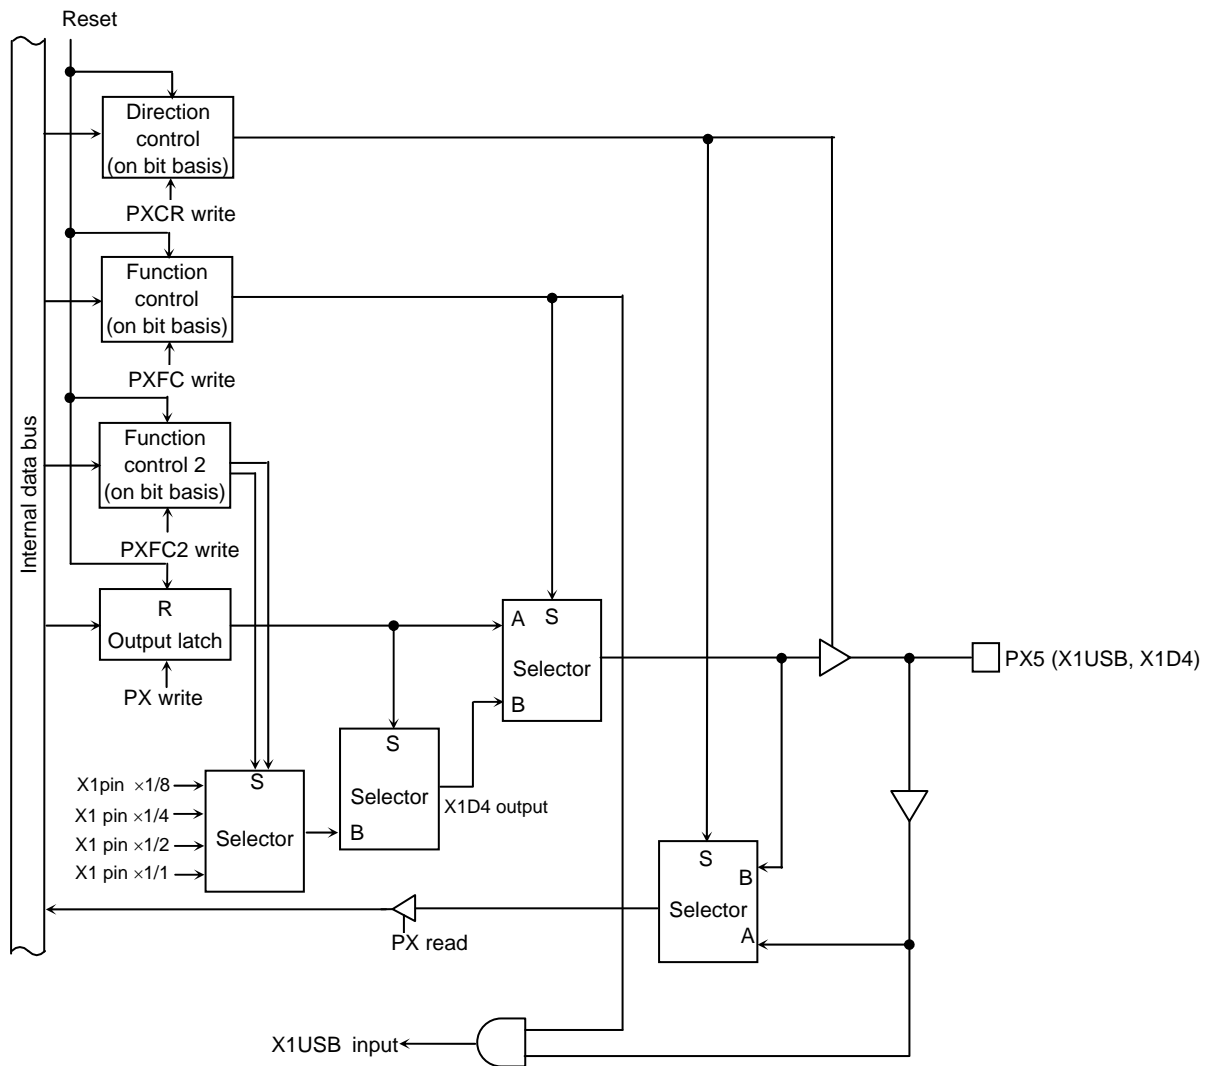 Reset
Direction
control
(on bit basis)
PXCR write
Function
control
(on bit basis)
PXFC write
Internal data bus
Function
control 2
(on bit basis)
PXFC2 write
R
Output latch
PX write
A
S
Selector
B
PX5 (X1USB, X1D4)
S
Selector
B
X1D4 output
X1pin ×1/8
X1 pin ×1/4
X1 pin ×1/2
X1 pin ×1/1
S
Selector
S
B
Selector
A
PX read
X1USB input